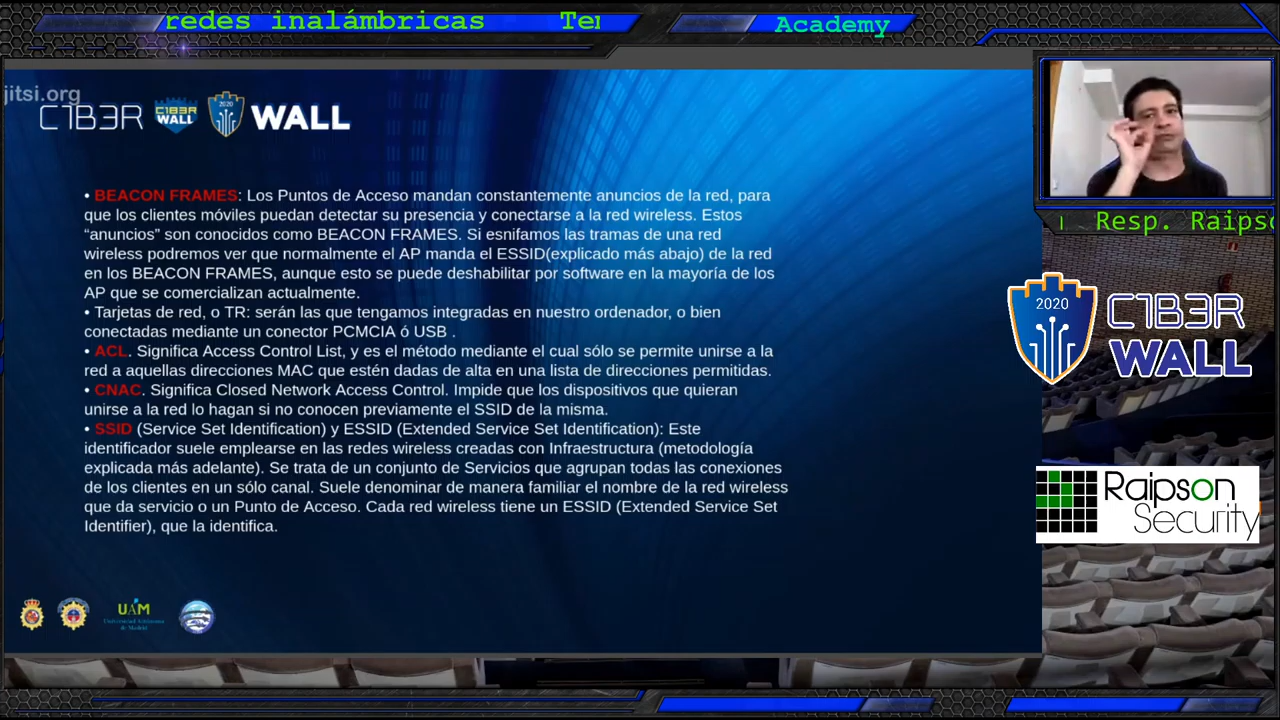 redes inalámbricas
Academy
jitsi.org
C1B3R
C1B3R
WALL
2020
WALL
• BEACON FRAMES: Los Puntos de Acceso mandan constantemente anuncios de la red, para
que los clientes móviles puedan detectar su presencia y conectarse a la red wireless. Estos
“anuncios” son conocidos como BEACON FRAMES. Si esnifamos las tramas de una red
wireless podremos ver que normalmente el AP manda el ESSID(explicado más abajo) de la red
en los BEACON FRAMES, aunque esto se puede deshabilitar por software en la mayoría de los
AP que se comercializan actualmente.
• Tarjetas de red, o TR: serán las que tengamos integradas en nuestro ordenador, o bien
conectadas mediante un conector PCMCIA ó USB .
• ACL. Significa Access Control List, y es el método mediante el cual sólo se permite unirse a la
red a aquellas direcciones MAC que estén dadas de alta en una lista de direcciones permitidas.
• CNAC. Significa Closed Network Access Control. Impide que los dispositivos que quieran
unirse a la red lo hagan si no conocen previamente el SSID de la misma.
• SSID (Service Set Identification) y ESSID (Extended Service Set Identification): Este
identificador suele emplearse en las redes wireless creadas con Infraestructura (metodología
explicada más adelante). Se trata de un conjunto de Servicios que agrupan todas las conexiones
de los clientes en un sólo canal. Suele denominar de manera familiar el nombre de la red wireless
que da servicio o un Punto de Acceso. Cada red wireless tiene un ESSID (Extended Service Set
Identifier), que la identifica.
UAM
Universidad Autónoma
de Madrid
Resp. Raipso
2020
C1B3R
WALL
Raipson
Security